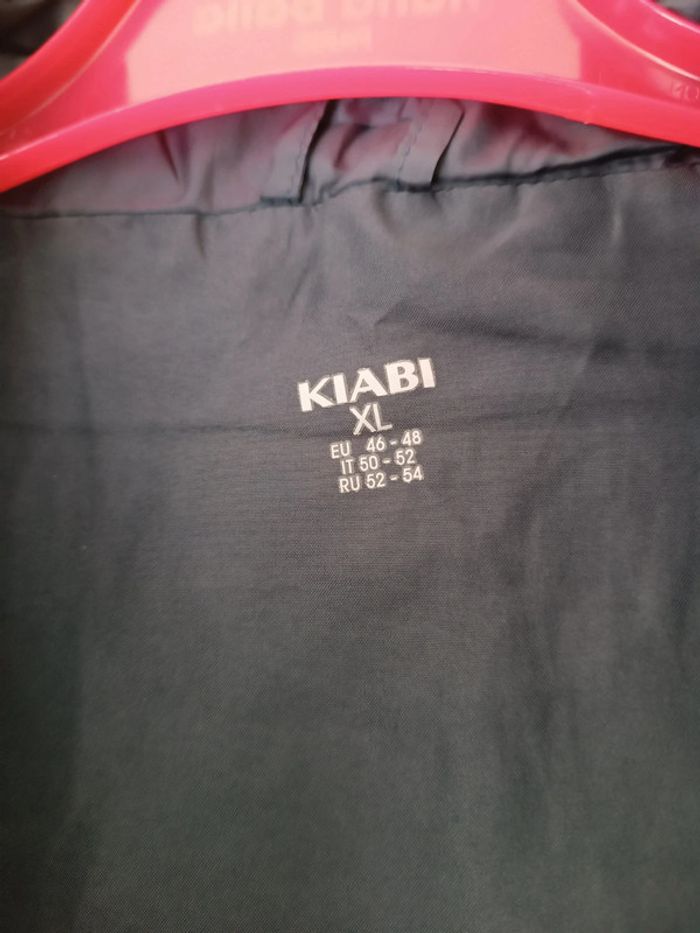 KIABI
XL
EU 46 - 48
IT 50 - 52
RU 52 - 54